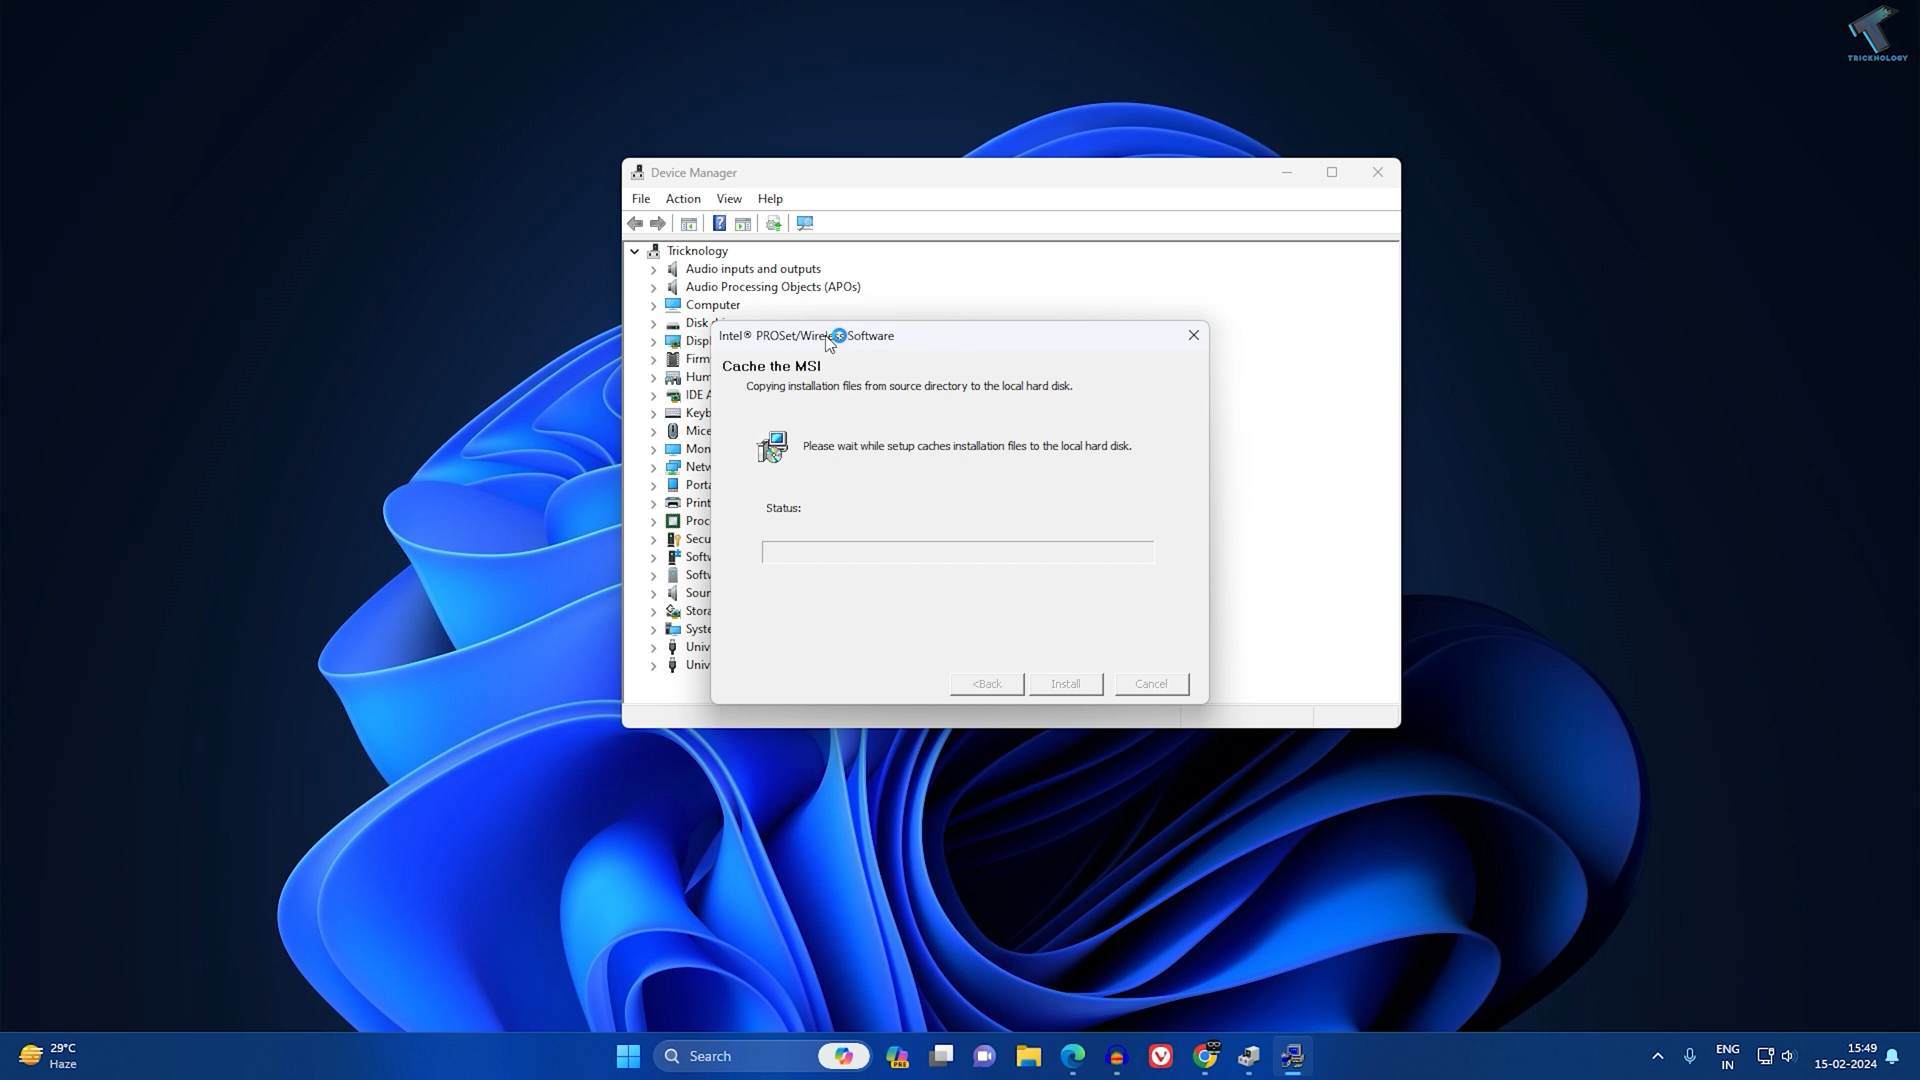 TRICKNOLOGY
Device Manager
File Action View Help
Tricknology
Audio inputs and outputs
Audio Processing Objects (APOs)
Computer
Disk
Disp
Firm
Hum
IDE A
Keyb
Mice
Mon
Netw
Porta
Print
Proc
Secu
Softw
Softw
Soun
Stora
Syste
Univ
Univ
Intel® PROSet/Wireless Software
Cache the MSI
Copying installation files from source directory to the local hard disk.
Please wait while setup caches installation files to the local hard disk.
Status:
<Back Install Cancel
29°C
Haze
Search
PRE
ENG
IN
15:49
15-02-2024